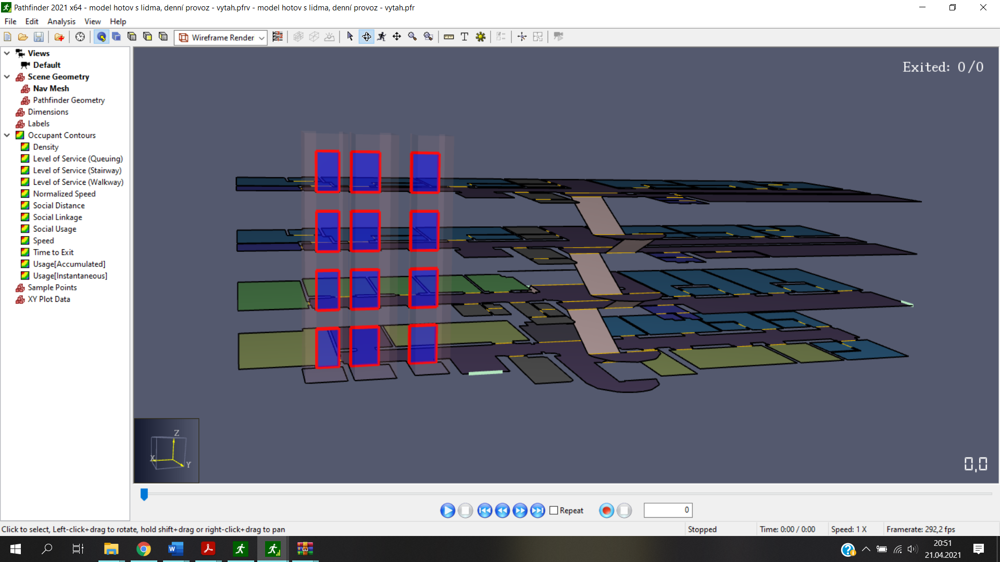 Pathfinder 2021 x64 - model hotov s lidma, denní provoz - vytah.pfrv - model hotov s lidma, denní provoz - vytah.pfr
File Edit Analysis View Help
Wireframe Render
Views
Default
Scene Geometry
Nav Mesh
Pathfinder Geometry
Dimensions
Labels
Occupant Contours
Density
Level of Service (Queuing)
Level of Service (Stairway)
Level of Service (Walkway)
Normalized Speed
Social Distance
Social Linkage
Social Usage
Speed
Time to Exit
Usage[Accumulated]
Usage[Instantaneous]
Sample Points
XY Plot Data
Exited: 0/0
Z
X
Y
0,0
Repeat
0
Click to select, Left-click+drag to rotate, hold shift+drag or right-click+drag to pan
Stopped
Time: 0:00 / 0:00
Speed: 1 X
Framerate: 292,2 fps
20:51
21.04.2021